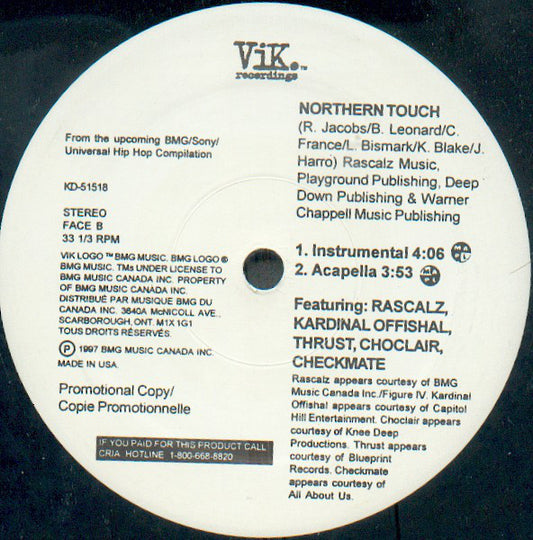 ViK.™
recordings
From the upcoming BMG/Sony/
Universal Hip Hop Compilation
KD-51518
STEREO
FACE B
33 1/3 RPM
VIK LOGO ™ BMG MUSIC. BMG LOGO ®
BMG MUSIC. TMs UNDER LICENSE TO
BMG MUSIC CANADA INC. PROPERTY
OF BMG MUSIC CANADA INC.
DISTRIBUÉ PAR MUSIQUE BMG DU
CANADA INC. 3640A McNICOLL AVE.,
SCARBOROUGH, ONT. M1X 1G1
TOUS DROITS RÉSERVÉS.
Ⓟ 1997 BMG MUSIC CANADA INC.
MADE IN USA.
Promotional Copy/
Copie Promotionnelle
IF YOU PAID FOR THIS PRODUCT CALL
CRIA HOTLINE 1-800-668-8820
NORTHERN TOUCH
(R. Jacobs/B. Leonard/C.
France/L. Bismark/K. Blake/J.
Harro) Rascalz Music,
Playground Publishing, Deep
Down Publishing & Warner
Chappell Music Publishing
1. Instrumental 4:06 M A P L
2. Acapella 3:53 M A P L
Featuring: RASCALZ,
KARDINAL OFFISHAL,
THRUST, CHOCLAIR,
CHECKMATE
Rascalz appears courtesy of BMG
Music Canada Inc./Figure IV. Kardinal
Offishal appears courtesy of Capitol
Hill Entertainment. Choclair appears
courtesy of Knee Deep
Productions. Thrust appears
courtesy of Blueprint
Records. Checkmate
appears courtesy of
All About Us.